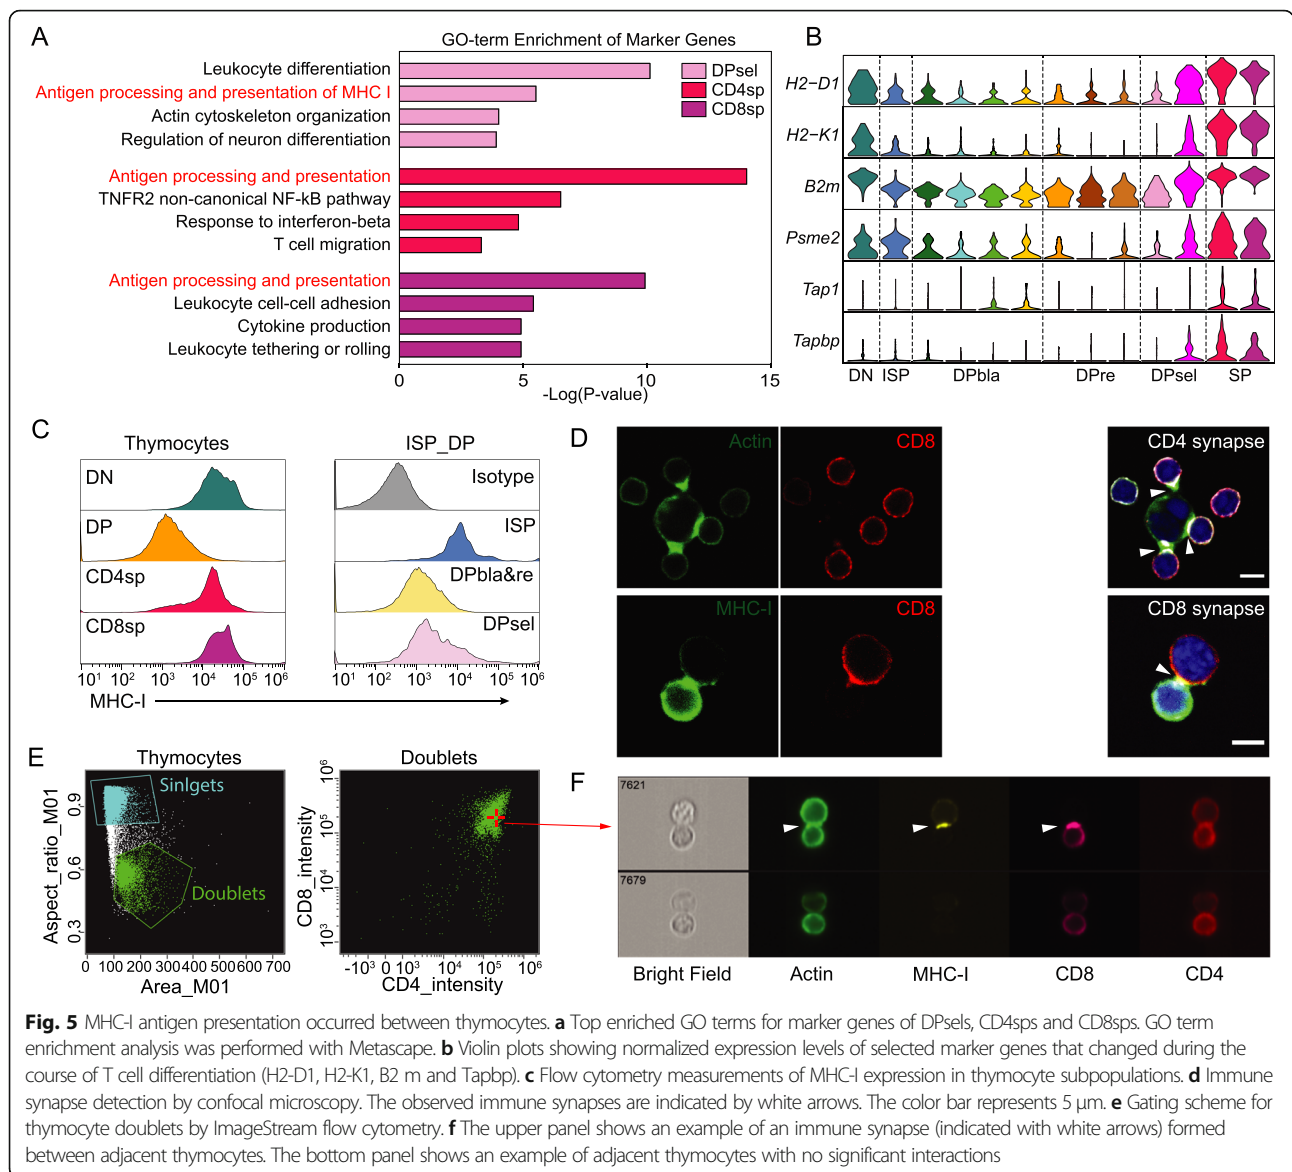 A
GO-term Enrichment of Marker Genes
Leukocyte differentiation
Antigen processing and presentation of MHC I
Actin cytoskeleton organization
Regulation of neuron differentiation
Antigen processing and presentation
TNFR2 non-canonical NF-kB pathway
Response to interferon-beta
T cell migration
Antigen processing and presentation
Leukocyte cell-cell adhesion
Cytokine production
Leukocyte tethering or rolling
DPsel
CD4sp
CD8sp
0 5 10 15
-Log(P-value)
B
H2-D1
H2-K1
B2m
Psme2
Tap1
Tapbp
DN ISP DPbla DPre DPsel SP
C
Thymocytes
DN
DP
CD4sp
CD8sp
10¹ 10² 10³ 10⁴ 10⁵ 10⁶
ISP_DP
Isotype
ISP
DPbla&re
DPsel
10¹ 10² 10³ 10⁴ 10⁵ 10⁶
MHC-I
D
Actin
CD8
CD4 synapse
MHC-I
CD8
CD8 synapse
E
Thymocytes
Sinlgets
Doublets
Aspect_ratio_M01
0.9
0.6
0.3
0 100 200 300 400 500 600 700
Area_M01
Doublets
CD8_intensity
10⁶
10⁵
10⁴
10³
-10³ 0 10³ 10⁴ 10⁵ 10⁶
CD4_intensity
F
7621
7679
Bright Field Actin MHC-I CD8 CD4
Fig. 5 MHC-I antigen presentation occurred between thymocytes. a Top enriched GO terms for marker genes of DPsels, CD4sps and CD8sps. GO term
enrichment analysis was performed with Metascape. b Violin plots showing normalized expression levels of selected marker genes that changed during the
course of T cell differentiation (H2-D1, H2-K1, B2 m and Tapbp). c Flow cytometry measurements of MHC-I expression in thymocyte subpopulations. d Immune
synapse detection by confocal microscopy. The observed immune synapses are indicated by white arrows. The color bar represents 5 μm. e Gating scheme for
thymocyte doublets by ImageStream flow cytometry. f The upper panel shows an example of an immune synapse (indicated with white arrows) formed
between adjacent thymocytes. The bottom panel shows an example of adjacent thymocytes with no significant interactions